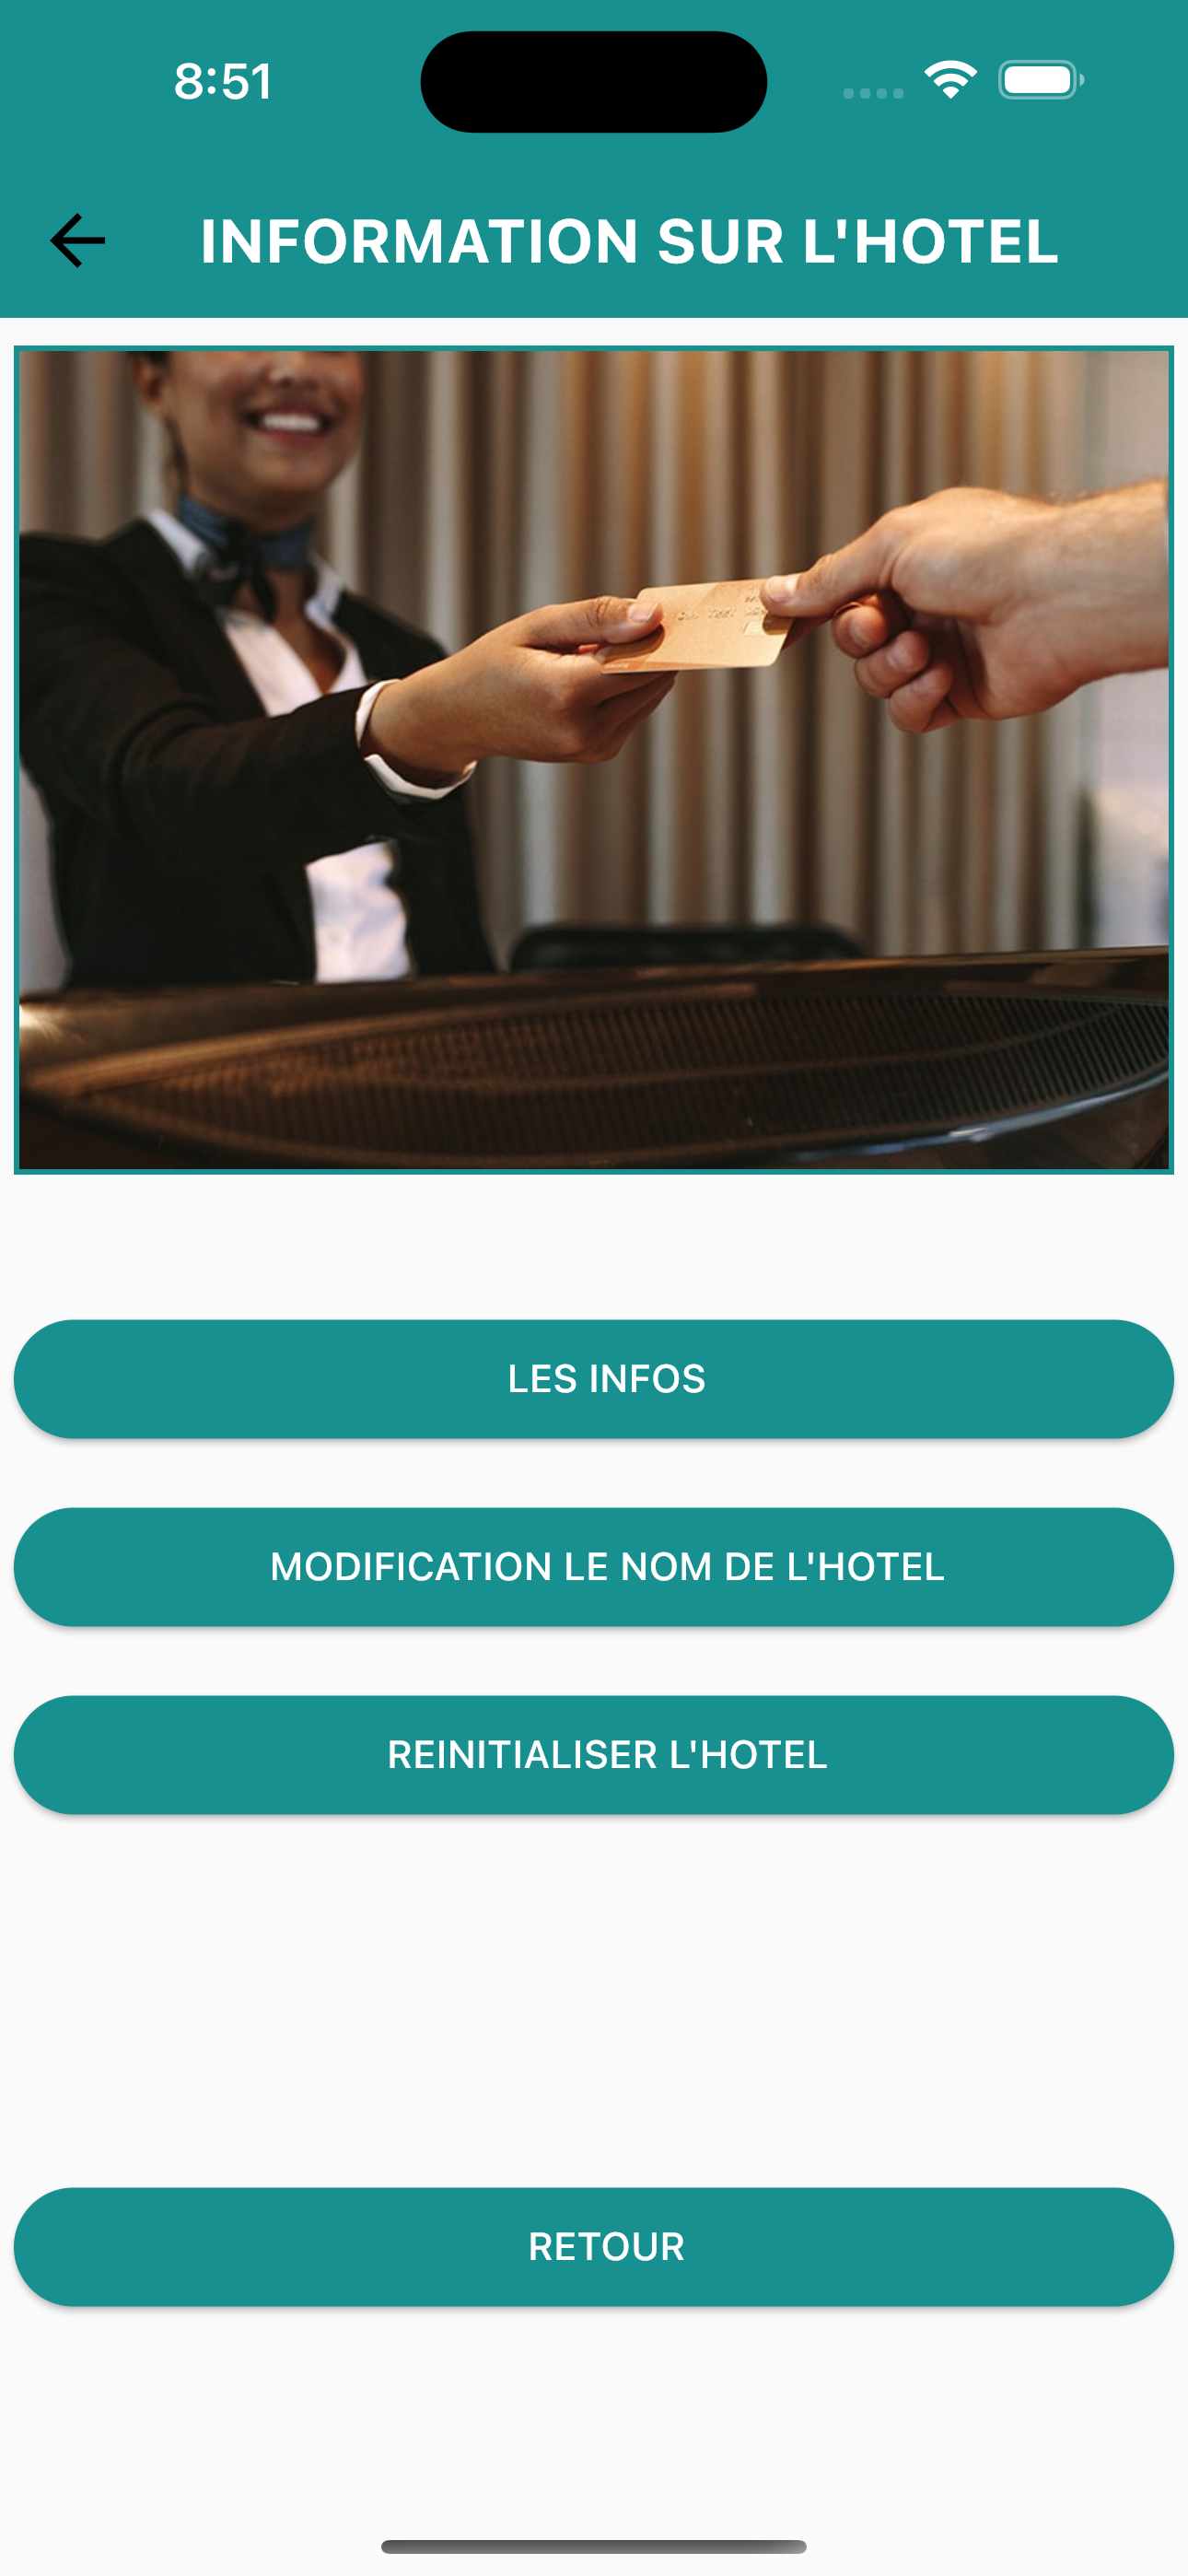 8:51
INFORMATION SUR L'HOTEL
LES INFOS
MODIFICATION LE NOM DE L'HOTEL
REINITIALISER L'HOTEL
RETOUR